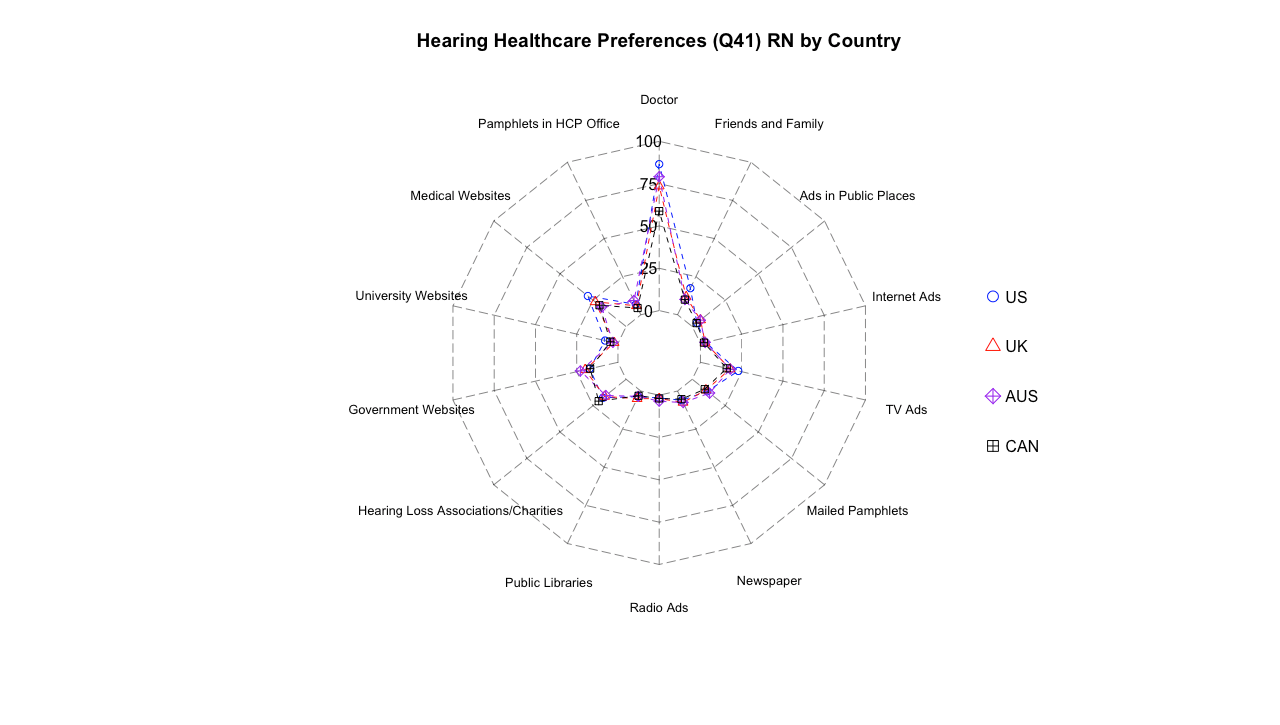 Hearing Healthcare Preferences (Q41) RN by Country
Doctor
Pamphlets in HCP Office
Friends and Family
100
Medical Websites
Ads in Public Places
75
50
25
University Websites
Internet Ads
0
US
UK
Government Websites
TV Ads
AUS
CAN
Hearing Loss Associations/Charities
Mailed Pamphlets
Public Libraries
Newspaper
Radio Ads